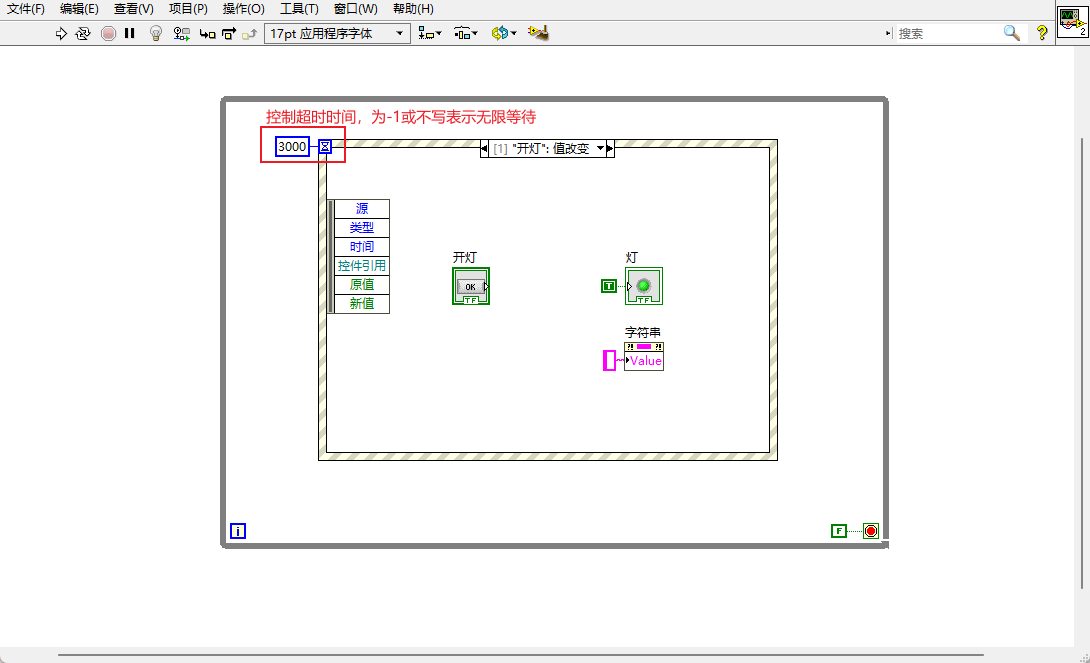 文件(F) 编辑(E) 查看(V) 项目(P) 操作(O) 工具(T) 窗口(W) 帮助(H)
17pt 应用程序字体
搜索
?
2
控制超时时间，为-1或不写表示无限等待
3000
[1] "开灯": 值改变
源
类型
时间
控件引用
原值
新值
开灯
OK
TF
灯
T
TF
字符串
?! ?!
Value
i
F